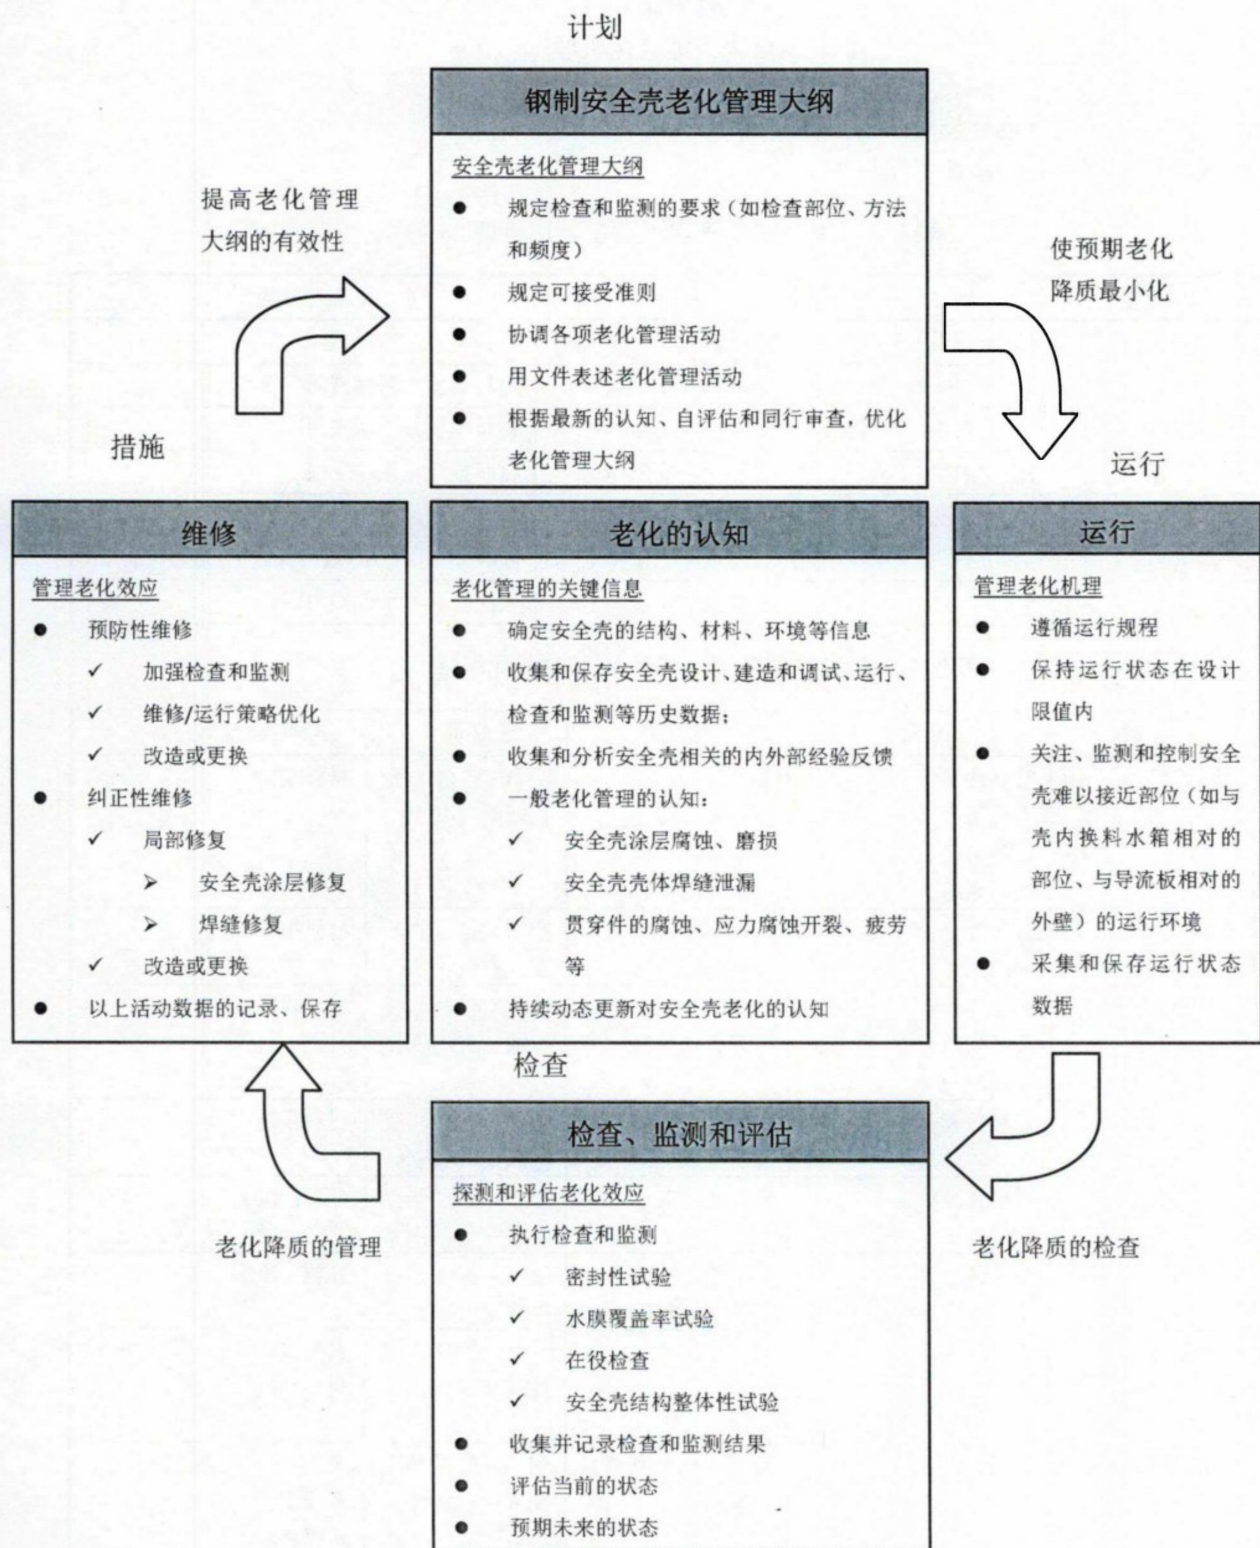 计划
钢制安全壳老化管理大纲
安全壳老化管理大纲
● 规定检查和监测的要求（如检查部位、方法
和频度）
● 规定可接受准则
● 协调各项老化管理活动
● 用文件表述老化管理活动
● 根据最新的认知、自评估和同行审查，优化
老化管理大纲
提高老化管理
大纲的有效性
使预期老化
降质最小化
措施
运行
维修
管理老化效应
● 预防性维修
✓ 加强检查和监测
✓ 维修/运行策略优化
✓ 改造或更换
● 纠正性维修
✓ 局部修复
➢ 安全壳涂层修复
➢ 焊缝修复
✓ 改造或更换
● 以上活动数据的记录、保存
老化的认知
老化管理的关键信息
● 确定安全壳的结构、材料、环境等信息
● 收集和保存安全壳设计、建造和调试、运行、
检查和监测等历史数据；
● 收集和分析安全壳相关的内外部经验反馈
● 一般老化管理的认知：
✓ 安全壳涂层腐蚀、磨损
✓ 安全壳壳体焊缝泄漏
✓ 贯穿件的腐蚀、应力腐蚀开裂、疲劳
等
● 持续动态更新对安全壳老化的认知
运行
管理老化机理
● 遵循运行规程
● 保持运行状态在设计
限值内
● 关注、监测和控制安全
壳难以接近部位（如与
壳内换料水箱相对的
部位、与导流板相对的
外壁）的运行环境
● 采集和保存运行状态
数据
检查
检查、监测和评估
探测和评估老化效应
● 执行检查和监测
✓ 密封性试验
✓ 水膜覆盖率试验
✓ 在役检查
✓ 安全壳结构整体性试验
● 收集并记录检查和监测结果
● 评估当前的状态
● 预期未来的状态
老化降质的管理
老化降质的检查